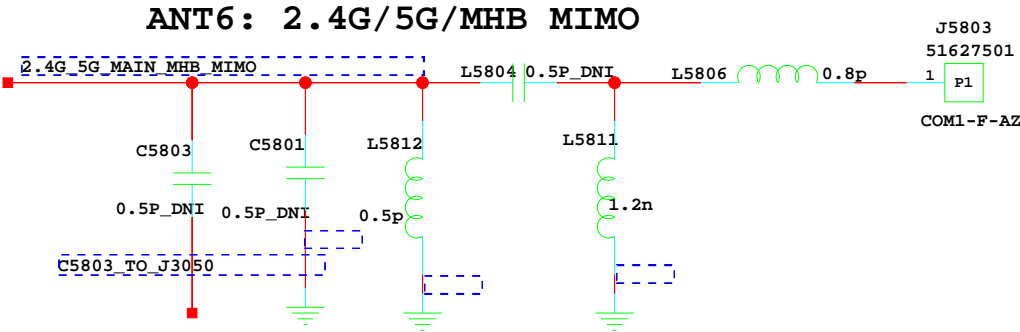 ANT6: 2.4G/5G/MHB MIMO
J5803
51627501
2.4G_5G_MAIN_MHB_MIMO
L5804 0.5P_DNI
L5806 0.8p
1 P1
COM1-F-AZ
C5803
C5801
L5812
L5811
0.5P_DNI
0.5P_DNI
0.5p
1.2n
C5803_TO_J3050